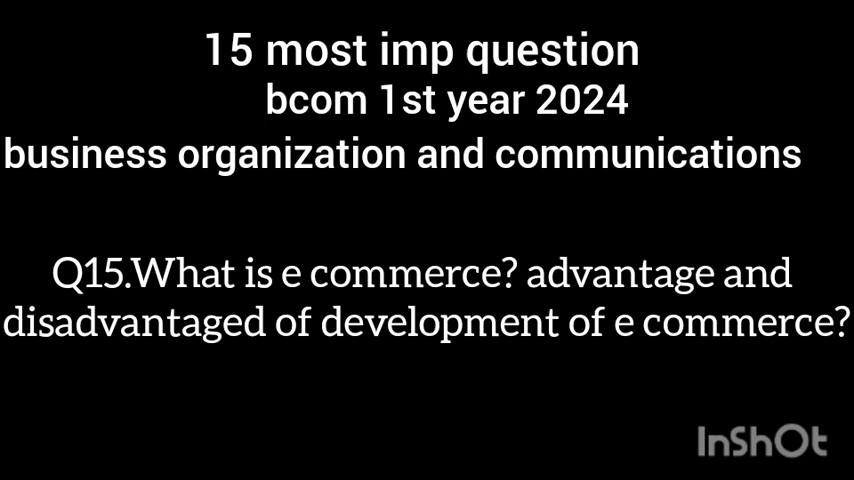 15 most imp question
bcom 1st year 2024
business organization and communications
Q15.What is e commerce? advantage and
disadvantaged of development of e commerce?
InShOt